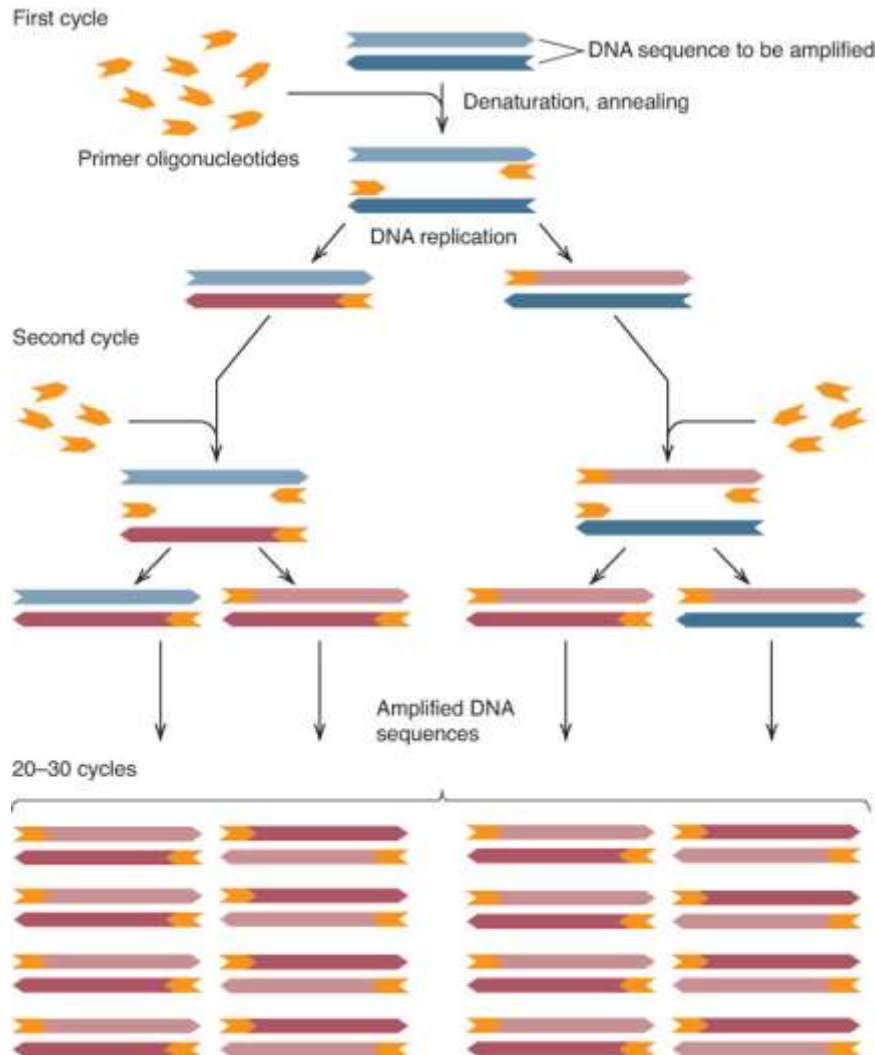 First cycle
DNA sequence to be amplified
Denaturation, annealing
Primer oligonucleotides
DNA replication
Second cycle
Amplified DNA
sequences
20–30 cycles